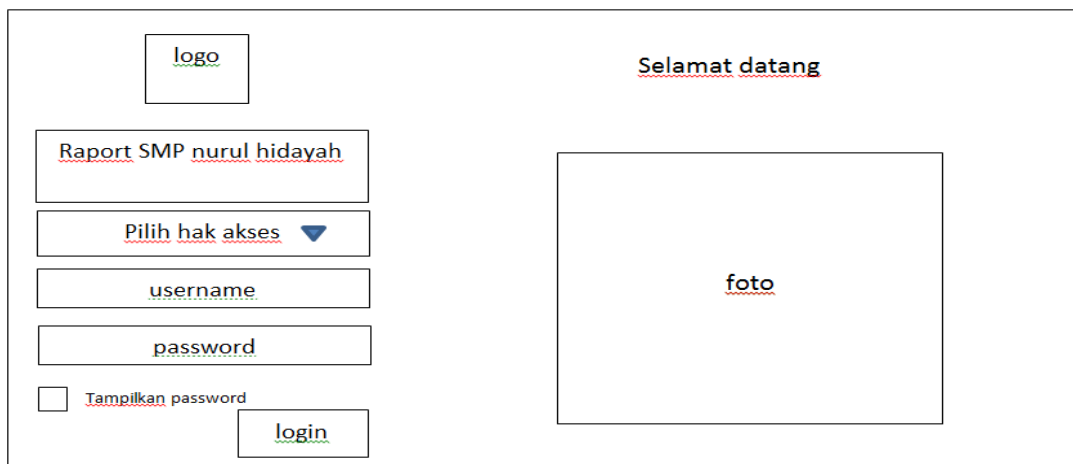 logo
Selamat datang
Raport SMP nurul hidayah
Pilih hak akses
username
password
Tampilkan password
login
foto